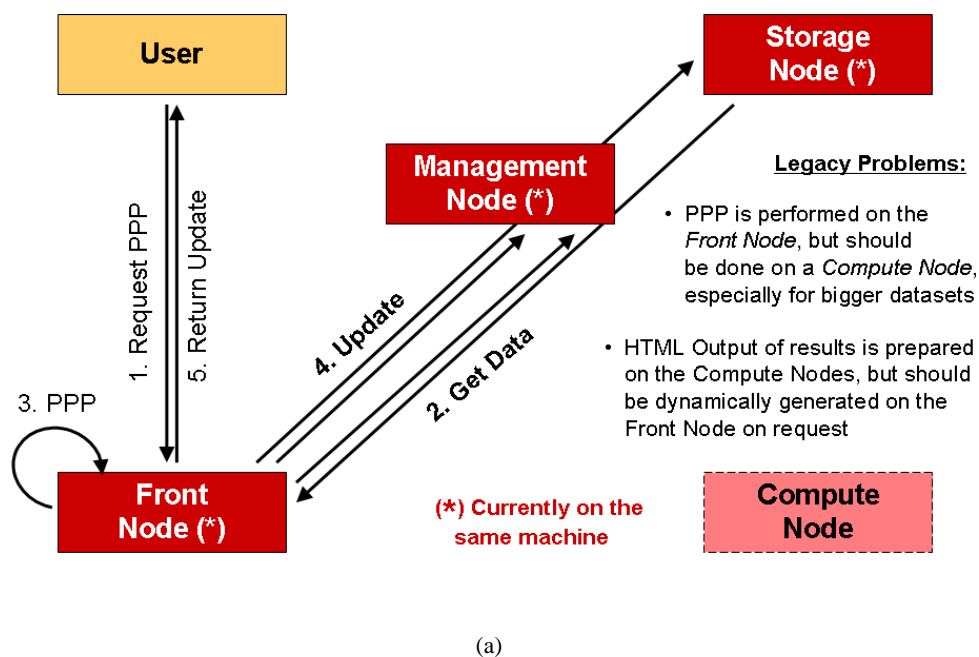 User
Storage
Node (*)
Management
Node (*)
Legacy Problems:
• PPP is performed on the
Front Node, but should
be done on a Compute Node,
especially for bigger datasets
• HTML Output of results is prepared
on the Compute Nodes, but should
be dynamically generated on the
Front Node on request
1. Request PPP
5. Return Update
4. Update
2. Get Data
3. PPP
Front
Node (*)
(*) Currently on the
same machine
Compute
Node
(a)